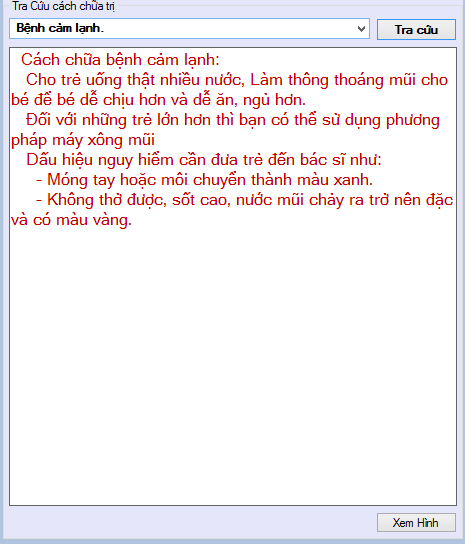 Tra Cứu cách chữa trị
Bệnh cảm lạnh.
Tra cứu
Cách chữa bệnh cảm lạnh:
Cho trẻ uống thật nhiều nước, Làm thông thoáng mũi cho
bé để bé dễ chịu hơn và dễ ăn, ngủ hơn.
Đối với những trẻ lớn hơn thì bạn có thể sử dụng phương
pháp máy xông mũi
Dấu hiệu nguy hiểm cần đưa trẻ đến bác sĩ như:
- Móng tay hoặc môi chuyển thành màu xanh.
- Không thở được, sốt cao, nước mũi chảy ra trở nên đặc
và có màu vàng.
Xem Hình